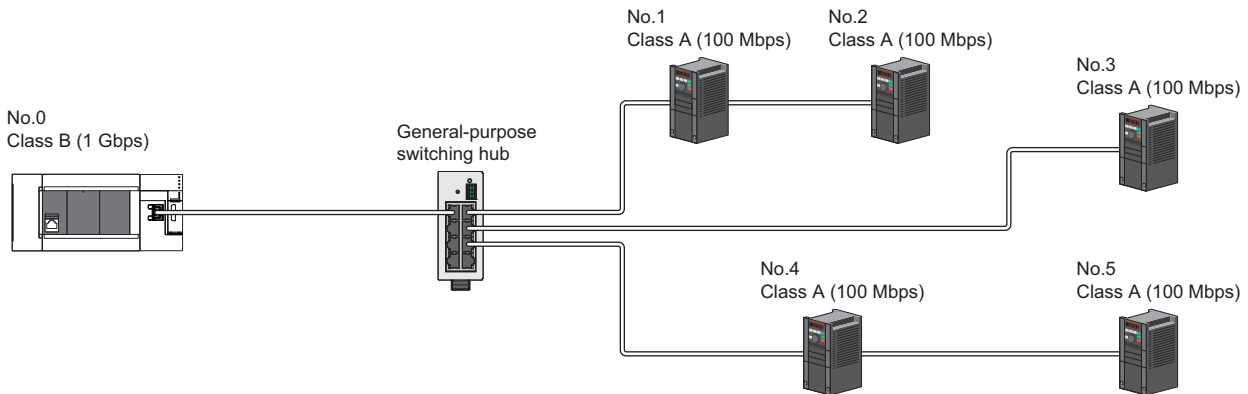 No.0
Class B (1 Gbps)
General-purpose
switching hub
No.1
Class A (100 Mbps)
No.2
Class A (100 Mbps)
No.3
Class A (100 Mbps)
No.4
Class A (100 Mbps)
No.5
Class A (100 Mbps)